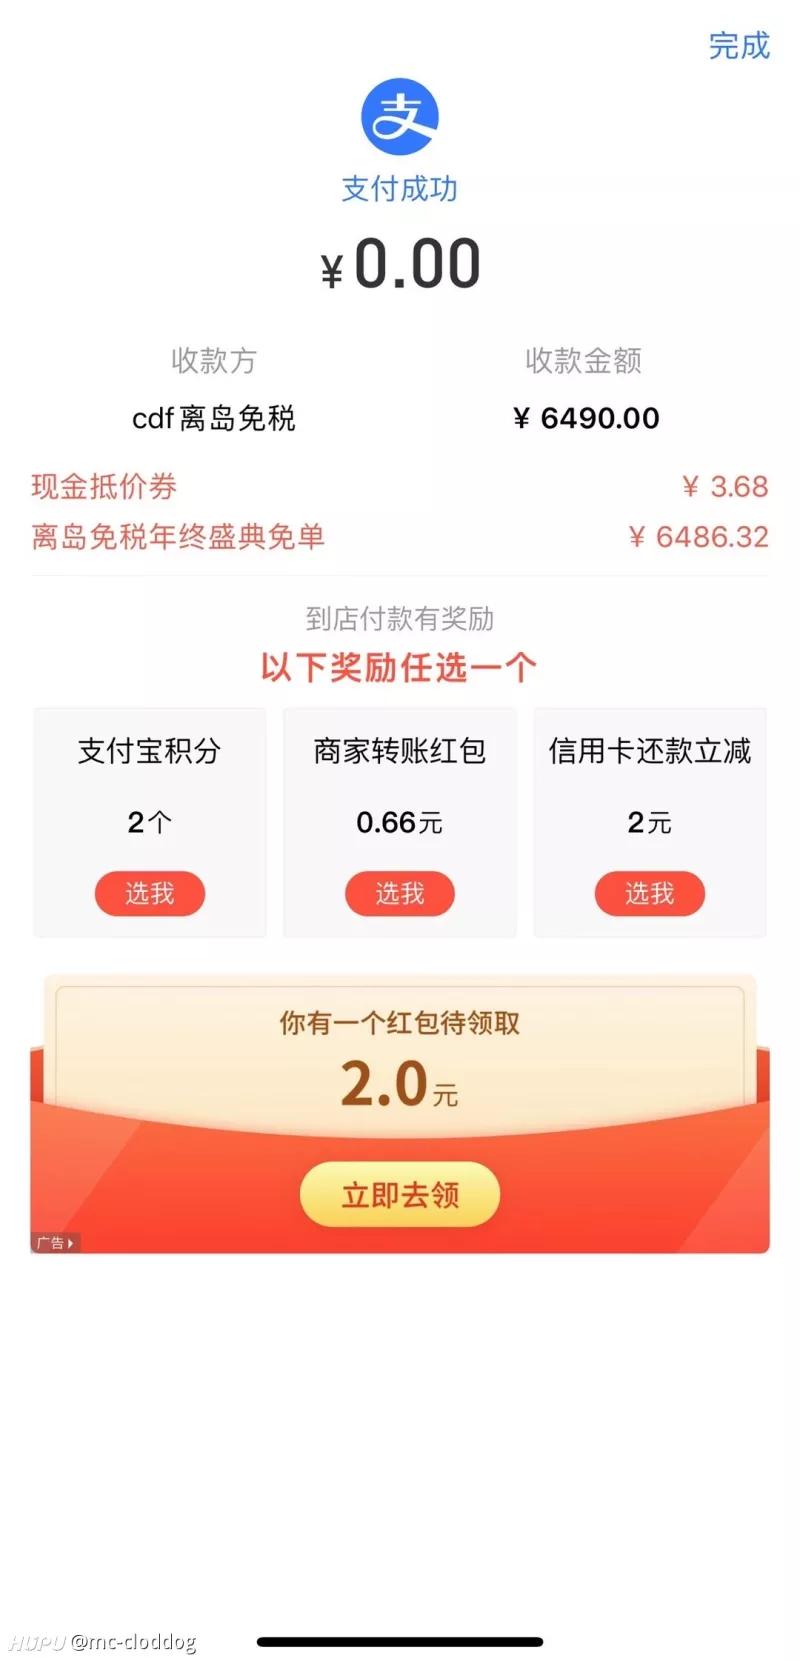 完成
支
支付成功
¥0.00
收款方 收款金额
cdf离岛免税 ¥ 6490.00
现金抵价券 ¥ 3.68
离岛免税年终盛典免单 ¥ 6486.32
到店付款有奖励
以下奖励任选一个
支付宝积分 商家转账红包 信用卡还款立减
2个 0.66元 2元
选我 选我 选我
你有一个红包待领取
2.0元
立即去领
广告
HUPU @mc-cloddog